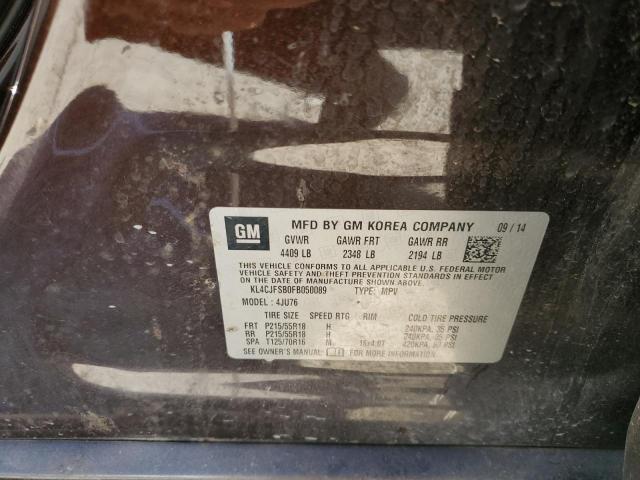 GM
MFD BY GM KOREA COMPANY 09 / 14
GVWR GAWR FRT GAWR RR
4409 LB 2348 LB 2194 LB
THIS VEHICLE CONFORMS TO ALL APPLICABLE U.S. FEDERAL MOTOR
VEHICLE SAFETY AND THEFT PREVENTION STANDARDS IN EFFECT
ON THE DATE OF MANUFACTURE SHOWN ABOVE.
KL4CJFSB0FB050089 TYPE: MPV
MODEL : 4JU76
TIRE SIZE SPEED RTG RIM COLD TIRE PRESSURE
FRT P215/55R18 H 240KPA, 35 PSI
RR P215/55R18 H 240KPA, 35 PSI
SPA T125/70R16 M 420KPA, 60 PSI
SEE OWNER'S MANUAL FOR MORE INFORMATION.